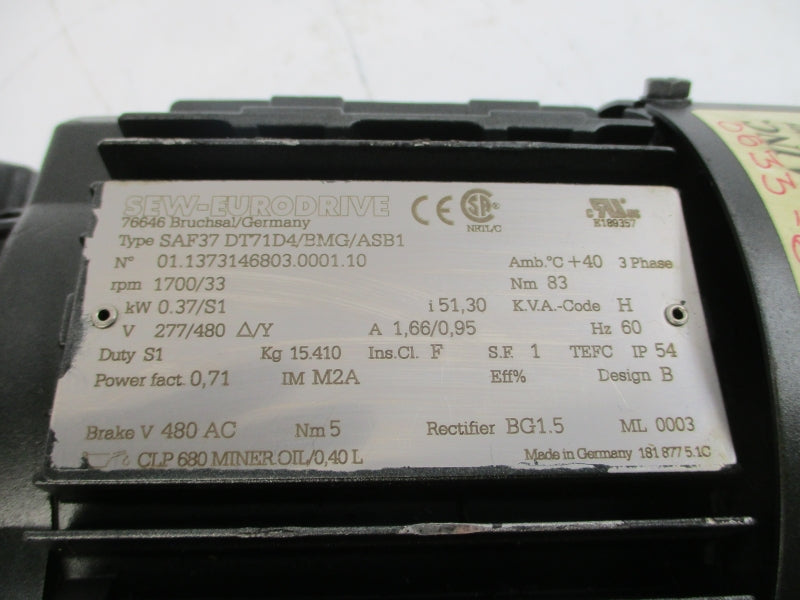 SEW-EURODRIVE
76646 Bruchsal/Germany
CE SA NRTL/C
E189357
Type SAF37 DT71D4/BMG/ASB1
N° 01.1373146803.0001.10 Amb.°C +40 3 Phase
rpm 1700/33 Nm 83
kW 0.37/S1 i 51,30 K.V.A.-Code H
V 277/480 Δ/Y A 1,66/0,95 Hz 60
Duty S1 Kg 15.410 Ins.Cl. F S.F. 1 TEFC IP 54
Power fact. 0,71 IM M2A Eff% Design B
Brake V 480 AC Nm 5 Rectifier BG1.5 ML 0003
CLP 680 MINER.OIL/0,40 L Made in Germany 181 877 5.1C